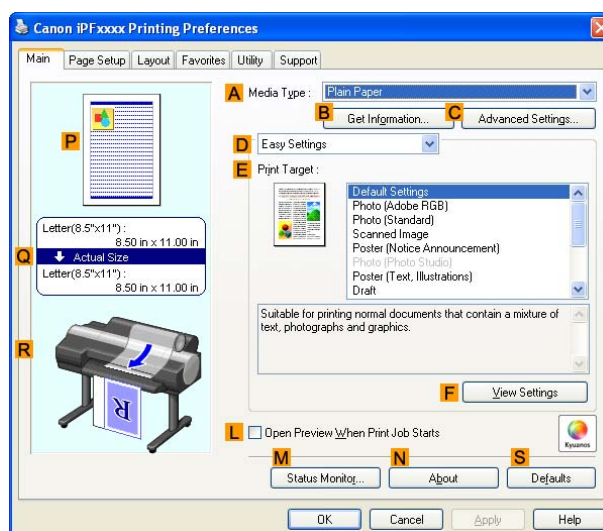 Canon iPFxxxx Printing Preferences
Main Page Setup Layout Favorites Utility Support
A Media Type : Plain Paper
B Get Information... C Advanced Settings...
D Easy Settings
E Print Target :
Default Settings
Photo (Adobe RGB)
Photo (Standard)
Scanned Image
Poster (Notice Announcement)
Photo (Photo Studio)
Poster (Text, Illustrations)
Draft
Suitable for printing normal documents that contain a mixture of
text, photographs and graphics.
F View Settings
P
Q
Letter(8.5"x11") :
8.50 in x 11.00 in
Actual Size
Letter(8.5"x11") :
8.50 in x 11.00 in
R
R
L Open Preview When Print Job Starts
Kyuanos
M Status Monitor... N About S Defaults
OK Cancel Apply Help